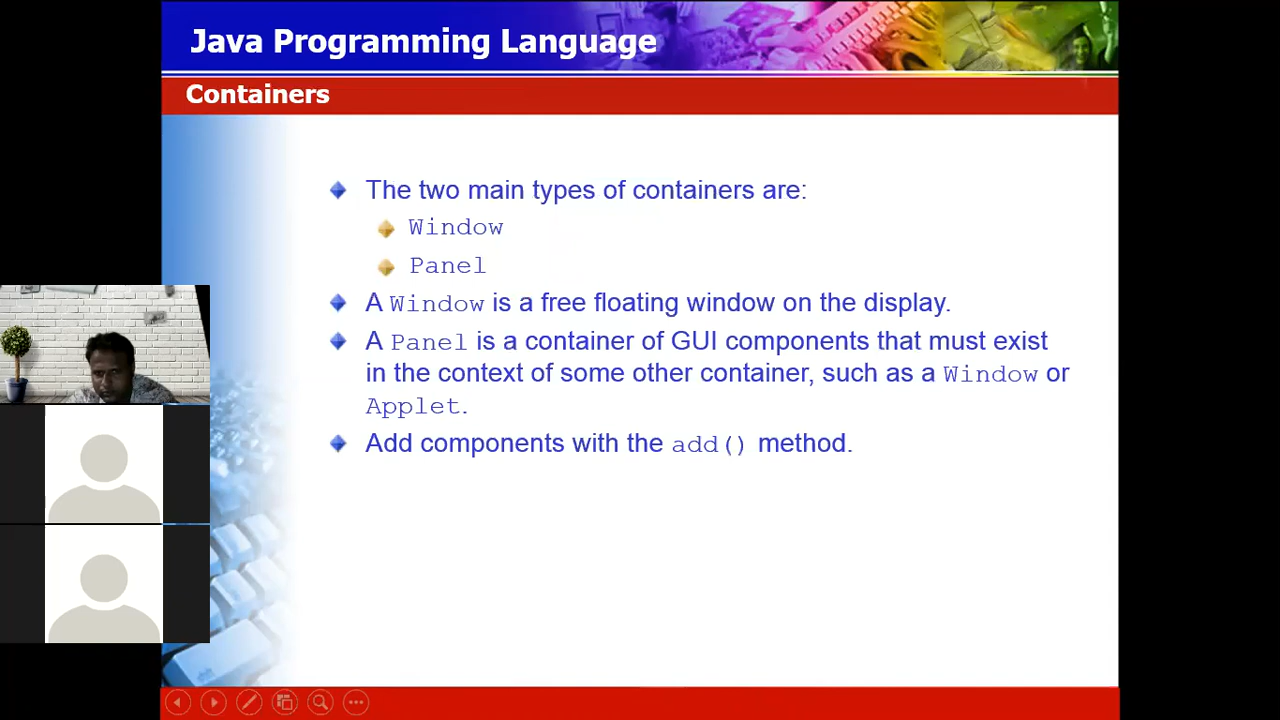 Java Programming Language
Containers
The two main types of containers are:
Window
Panel
A Window is a free floating window on the display.
A Panel is a container of GUI components that must exist
in the context of some other container, such as a Window or
Applet.
Add components with the add() method.